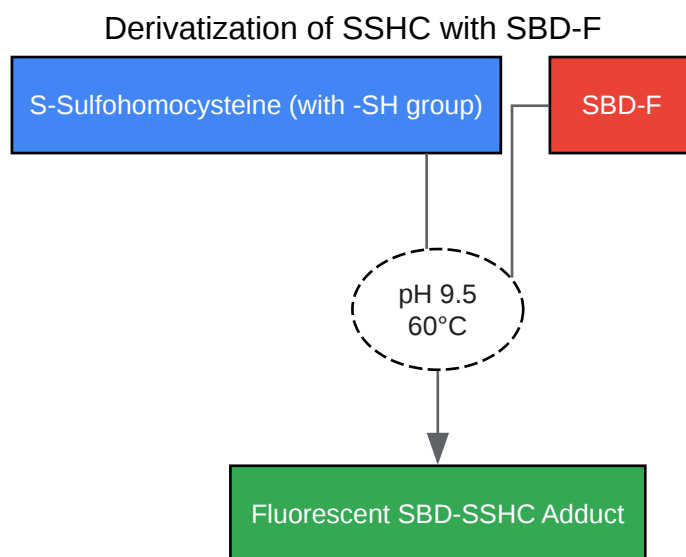 Derivatization of SSHC with SBD-F
S-Sulfohomocysteine (with -SH group)
SBD-F
pH 9.5
60°C
Fluorescent SBD-SSHC Adduct